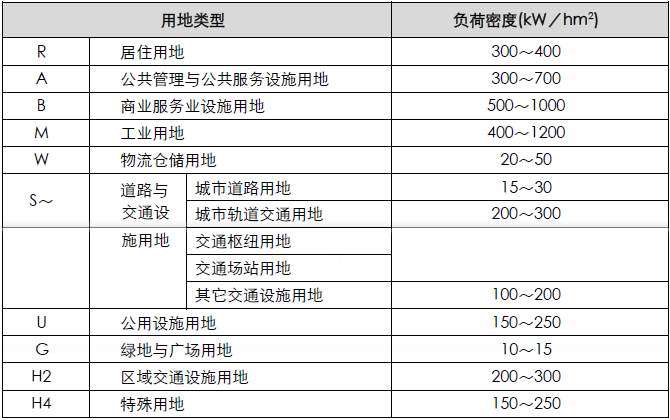 用地类型 负荷密度(kW／hm²)
R 居住用地 300～400
A 公共管理与公共服务设施用地 300～700
B 商业服务业设施用地 500～1000
M 工业用地 400～1200
W 物流仓储用地 20～50
S～ 道路与交通设 城市道路用地 15～30
城市轨道交通用地 200～300
施用地 交通枢纽用地
交通场站用地
其它交通设施用地 100～200
U 公用设施用地 150～250
G 绿地与广场用地 10～15
H2 区域交通设施用地 200～300
H4 特殊用地 150～250